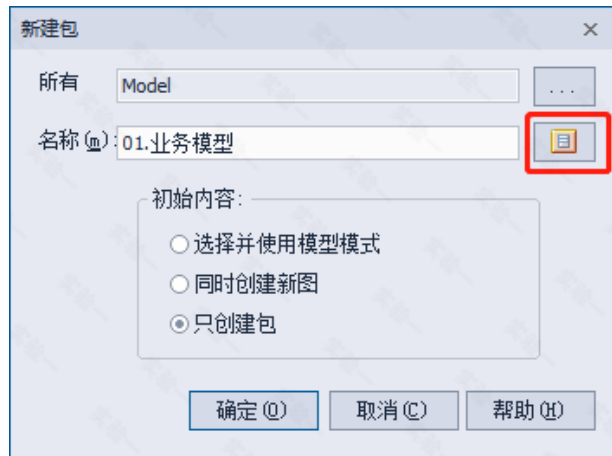 新建包
所有 Model ...
名称(m): 01.业务模型
初始内容:
选择并使用模型模式
同时创建新图
只创建包
确定(O) 取消(C) 帮助(H)